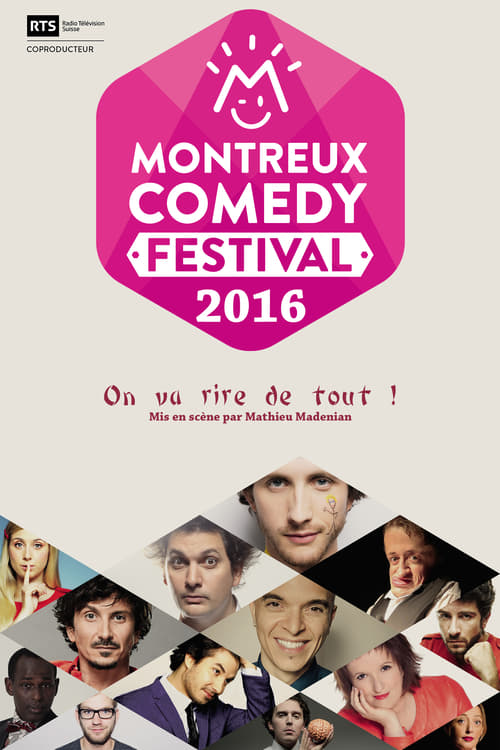 RTS Radio Télévision
Suisse
COPRODUCTEUR
MONTREUX
COMEDY
FESTIVAL
2016
On va rire de tout !
Mis en scène par Mathieu Madenian